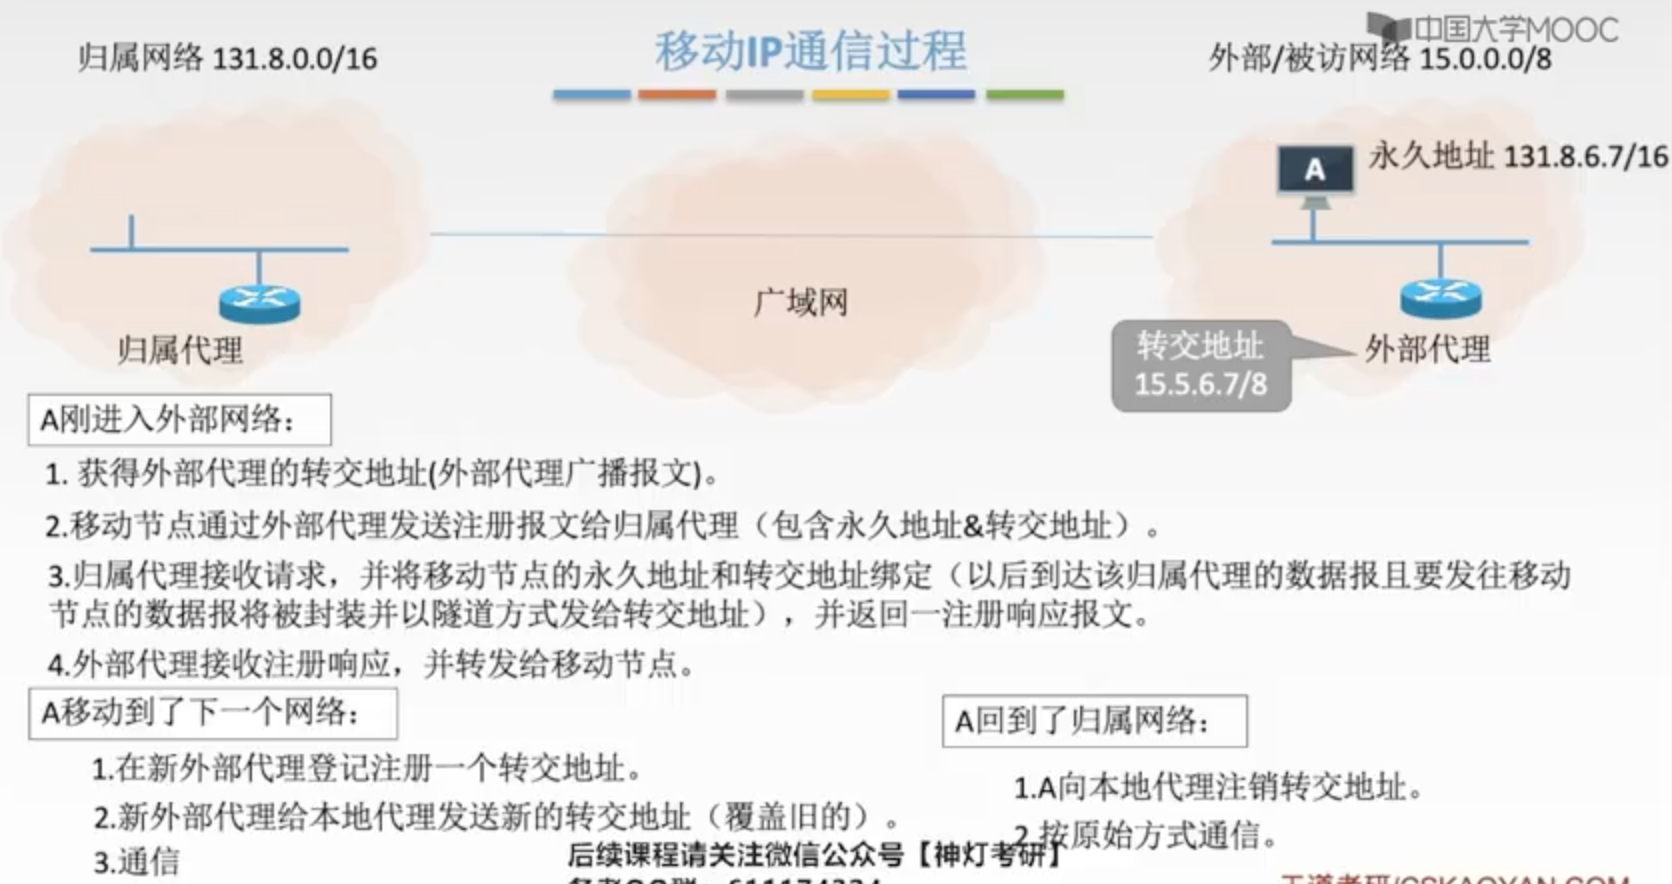 中国大学MOOC
归属网络 131.8.0.0/16
移动IP通信过程
外部/被访网络 15.0.0.0/8
A
永久地址 131.8.6.7/16
广域网
归属代理
转交地址
15.5.6.7/8
外部代理
A刚进入外部网络：
1. 获得外部代理的转交地址(外部代理广播报文)。
2.移动节点通过外部代理发送注册报文给归属代理（包含永久地址&转交地址）。
3.归属代理接收请求，并将移动节点的永久地址和转交地址绑定（以后到达该归属代理的数据报且要发往移动
节点的数据报将被封装并以隧道方式发给转交地址），并返回一注册响应报文。
4.外部代理接收注册响应，并转发给移动节点。
A移动到了下一个网络：
1.在新外部代理登记注册一个转交地址。
2.新外部代理给本地代理发送新的转交地址（覆盖旧的）。
3.通信
A回到了归属网络：
1.A向本地代理注销转交地址。
2.按原始方式通信。
后续课程请关注微信公众号【神灯考研】